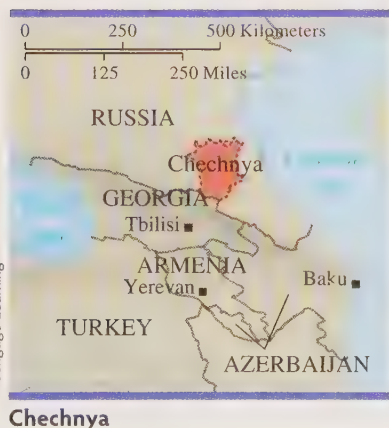 0 250 500 Kilometers
0 125 250 Miles
RUSSIA
Chechnya
GEORGIA
Tbilisi
ARMENIA
Baku
Yerevan
TURKEY
AZERBAIJAN
Chechnya